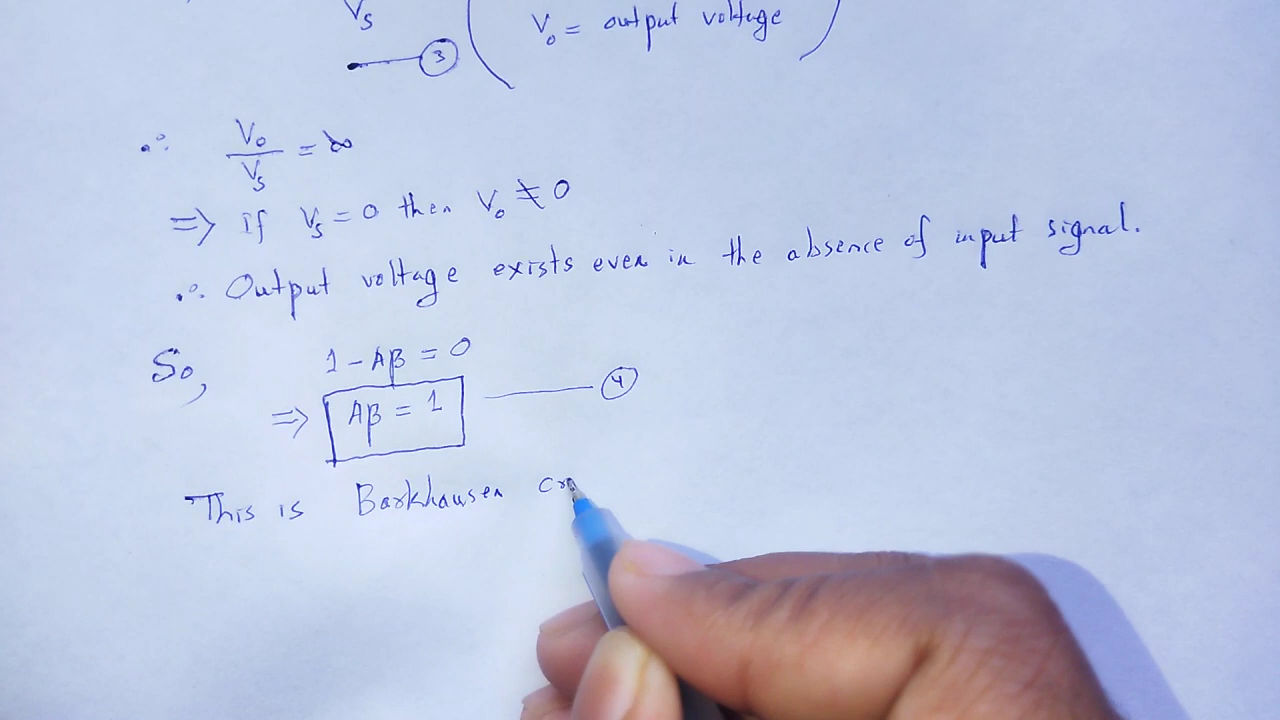 Vs
③ V₀ = output voltage
∴ V₀/Vs = ∞
⇒ If Vs = 0 then V₀ ≠ 0
∴ Output voltage exists even in the absence of input signal.
So, 1 - Aβ = 0
⇒ Aβ = 1 ④
This is Barkhausen cr